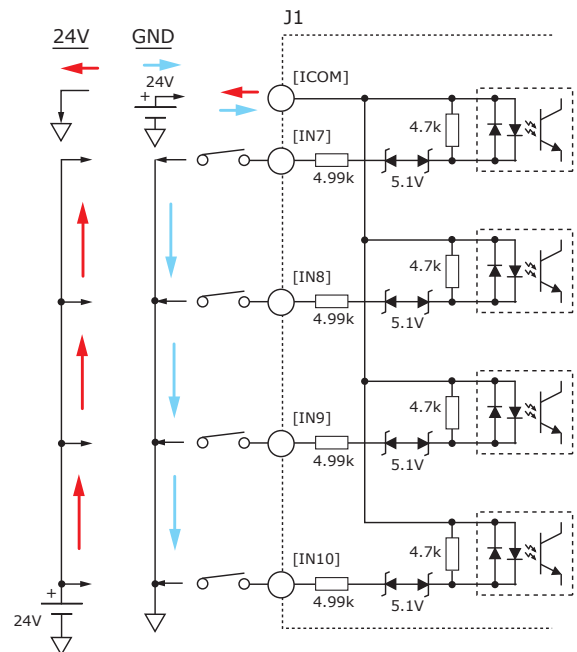 J1
24V GND
24V
+
[ICOM]
4.7k
[IN7]
4.99k
5.1V
4.7k
[IN8]
4.99k
5.1V
4.7k
[IN9]
4.99k
5.1V
4.7k
[IN10]
4.99k
5.1V
+
24V